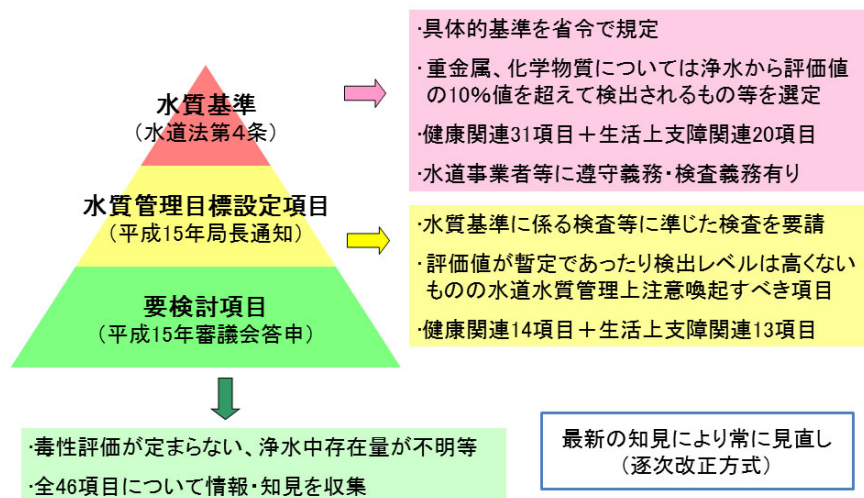 水質基準
（水道法第4条）
・具体的基準を省令で規定
・重金属、化学物質については浄水から評価値
の10%値を超えて検出されるもの等を選定
・健康関連31項目＋生活上支障関連20項目
・水道事業者等に遵守義務・検査義務有り
水質管理目標設定項目
（平成15年局長通知）
・水質基準に係る検査等に準じた検査を要請
・評価値が暫定であったり検出レベルは高くない
ものの水道水質管理上注意喚起すべき項目
・健康関連14項目＋生活上支障関連13項目
要検討項目
（平成15年審議会答申）
・毒性評価が定まらない、浄水中存在量が不明等
・全46項目について情報・知見を収集
最新の知見により常に見直し
（逐次改正方式）